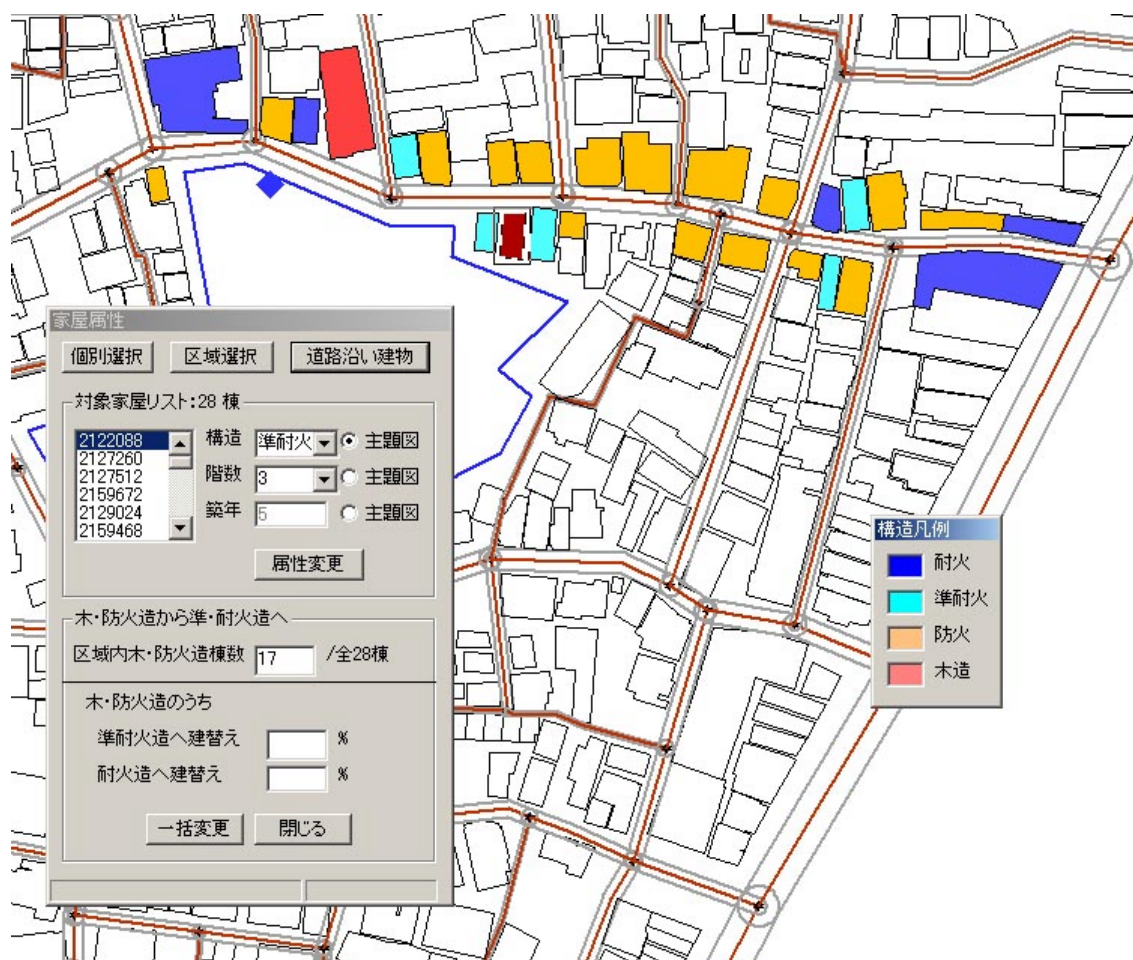 家屋属性
個別選択 区域選択 道路沿い建物
対象家屋リスト:28 棟
2122088
2127260
2127512
2159672
2129024
2159468
構造 準耐火 主題図
階数 3 主題図
築年 5 主題図
属性変更
木・防火造から準・耐火造へ
区域内木・防火造棟数 17 /全28棟
木・防火造のうち
準耐火造へ建替え %
耐火造へ建替え %
一括変更 閉じる
構造凡例
耐火
準耐火
防火
木造